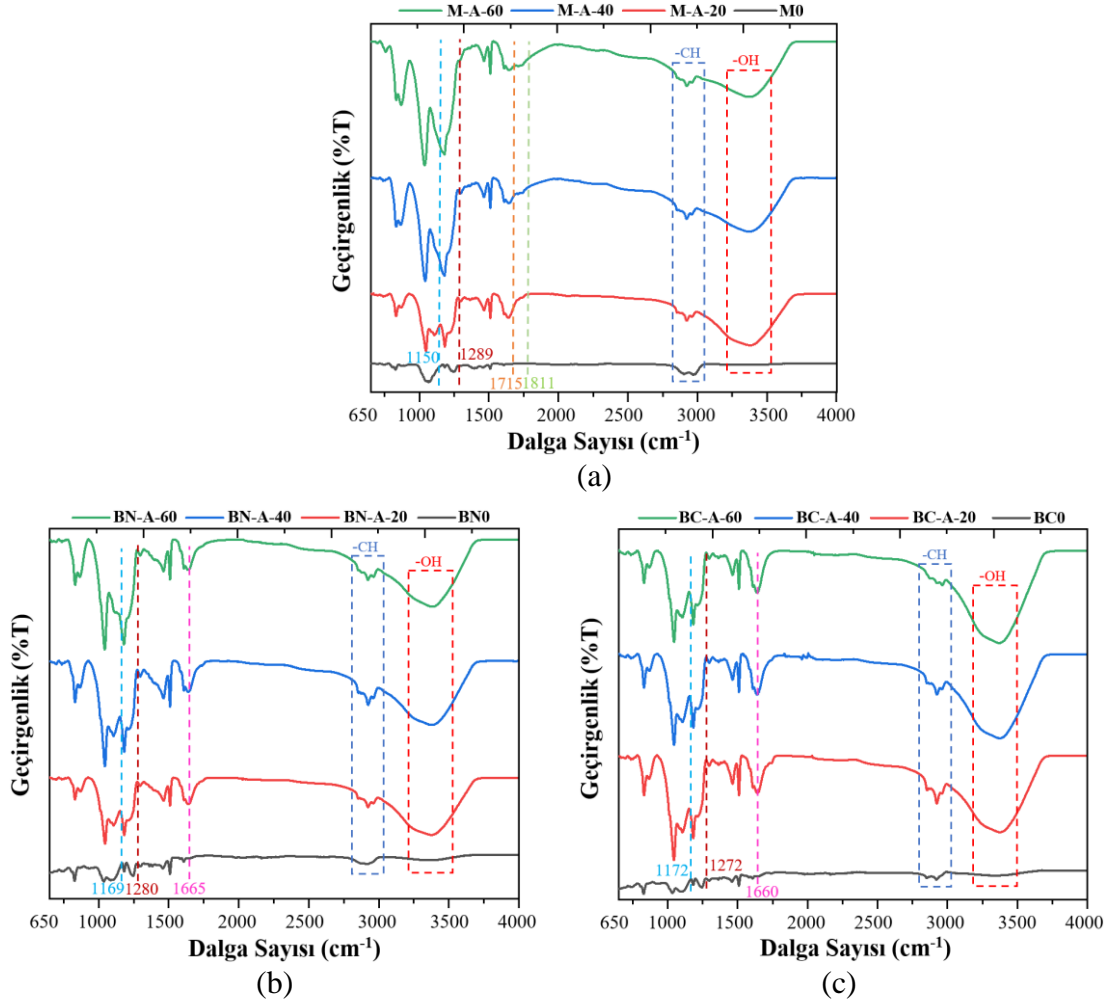 M-A-60 M-A-40 M-A-20 M0
-CH
-OH
Geçirgenlik (%T)
1150 1289
1715 1811
650 1000 1500 2000 2500 3000 3500 4000
Dalga Sayısı (cm⁻¹)
(a)
BN-A-60 BN-A-40 BN-A-20 BN0
-CH
-OH
Geçirgenlik (%T)
1169 1280 1665
650 1000 1500 2000 2500 3000 3500 4000
Dalga Sayısı (cm⁻¹)
(b)
BC-A-60 BC-A-40 BC-A-20 BC0
-CH
-OH
Geçirgenlik (%T)
1172 1272
1660
650 1000 1500 2000 2500 3000 3500 4000
Dalga Sayısı (cm⁻¹)
(c)